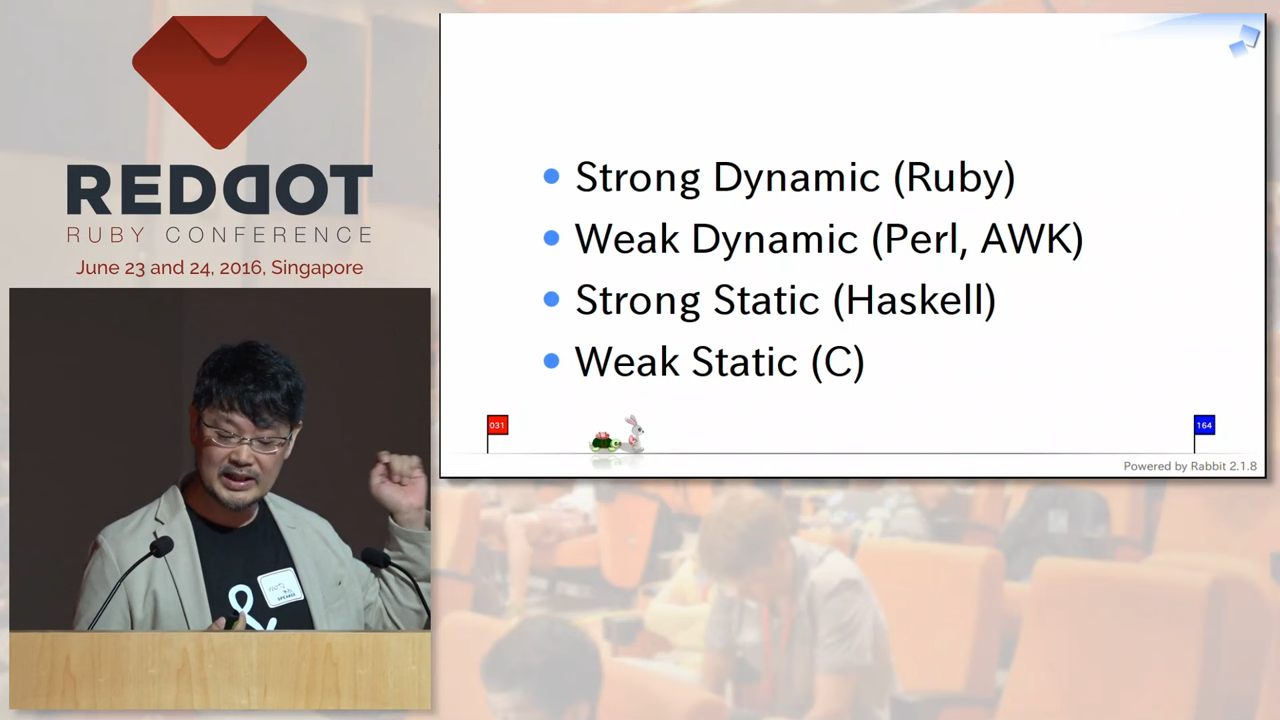 REDDOT
RUBY CONFERENCE
June 23 and 24, 2016, Singapore
Strong Dynamic (Ruby)
Weak Dynamic (Perl, AWK)
Strong Static (Haskell)
Weak Static (C)
031
164
Powered by Rabbit 2.1.8
SPEAKER